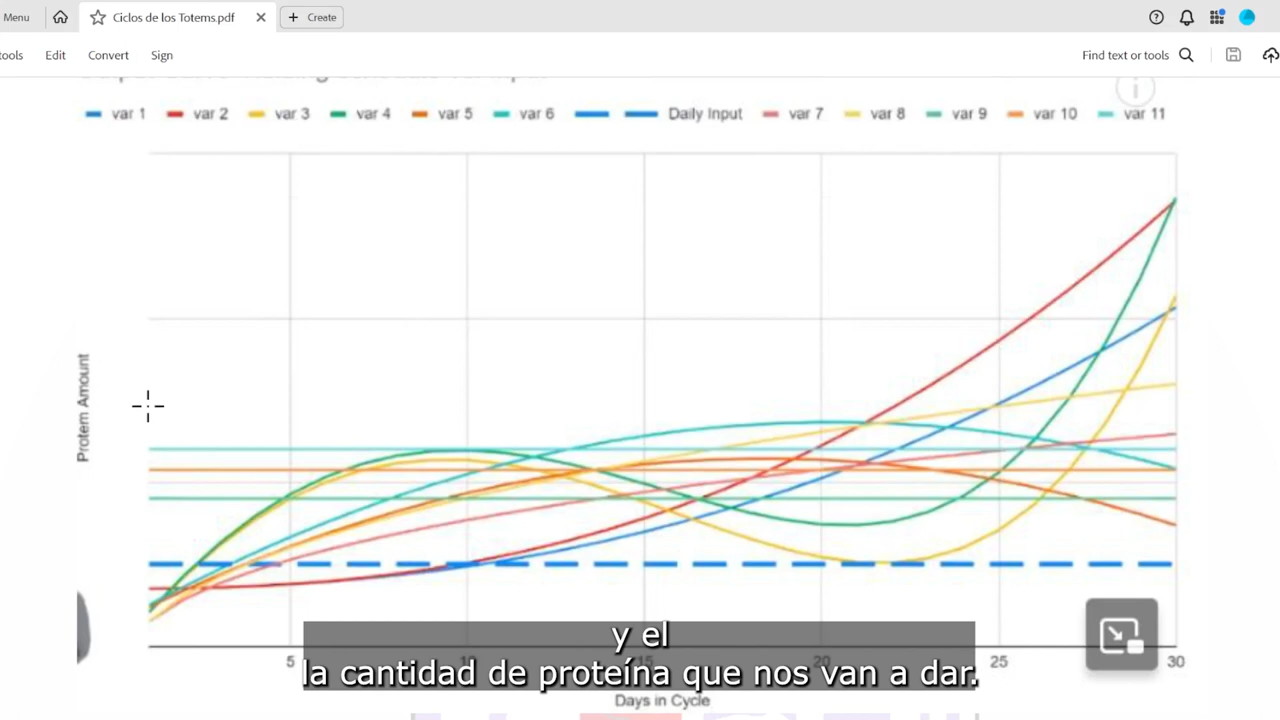 Menu
Ciclos de los Totems.pdf
Create
tools
Edit
Convert
Sign
Find text or tools
var 1 var 2 var 3 var 4 var 5 var 6 Daily Input var 7 var 8 var 9 var 10 var 11
Protem Amount
y el
la cantidad de proteína que nos van a dar.
5 10 15 20 25 30
Days in Cycle